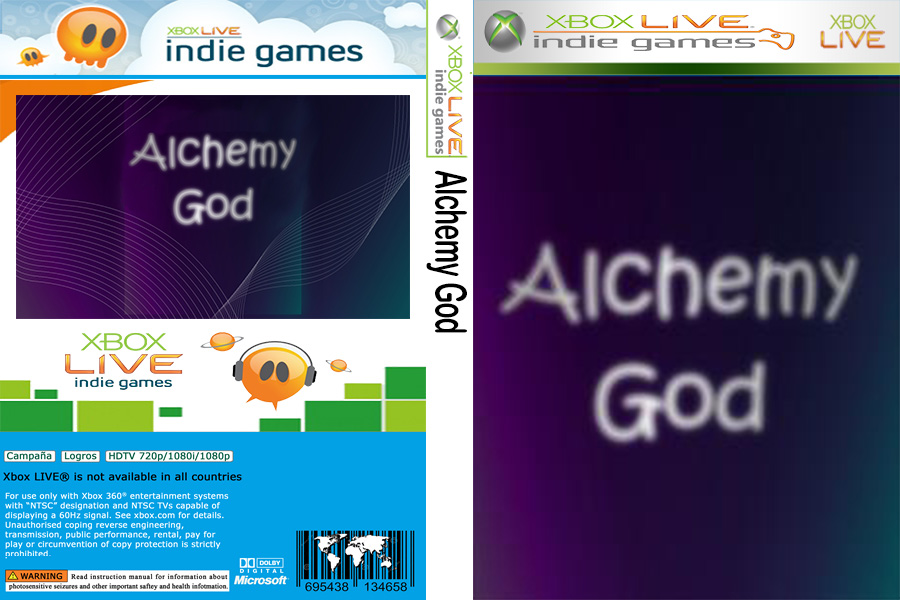 XBOX LIVE
indie games
Alchemy
God
XBOX
LIVE
indie games
Campaña Logros HDTV 720p/1080i/1080p
Xbox LIVE® is not available in all countries
For use only with Xbox 360® entertainment systems
with "NTSC" designation and NTSC TVs capable of
displaying a 60Hz signal. See xbox.com for details.
Unauthorised coping reverse engineering,
transmission, public performance, rental, pay for
play or circumvention of copy protection is strictly
prohibited.
WARNING Read instruction manual for information about
photosensitive seizures and other important saftey and health infotmation.
DOLBY
DIGITAL
Microsoft®
695438 134658
XBOX LIVE
indie games
Alchemy God
XBOX LIVE
indie games
XBOX
LIVE
Alchemy
God